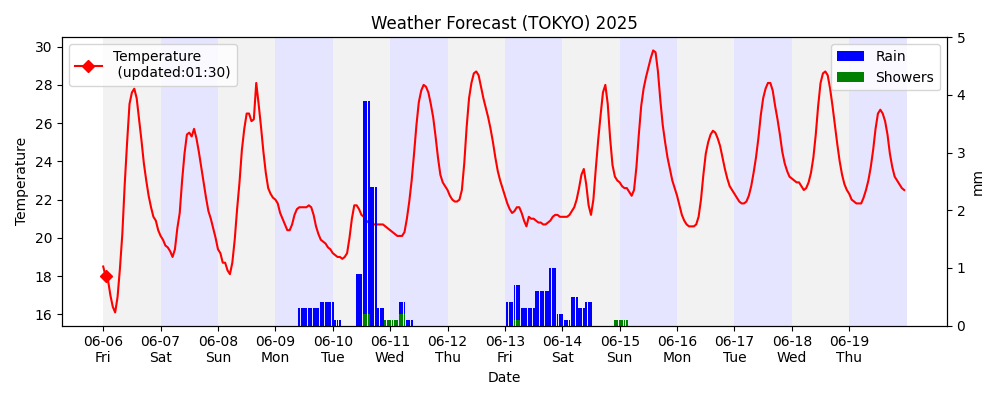 Weather Forecast (TOKYO) 2025
Temperature
(updated:01:30)
Rain
Showers
Temperature
30
28
26
24
22
20
18
16
5
4
3
2
1
0
mm
06-06 06-07 06-08 06-09 06-10 06-11 06-12 06-13 06-14 06-15 06-16 06-17 06-18 06-19
Fri Sat Sun Mon Tue Wed Thu Fri Sat Sun Mon Tue Wed Thu
Date